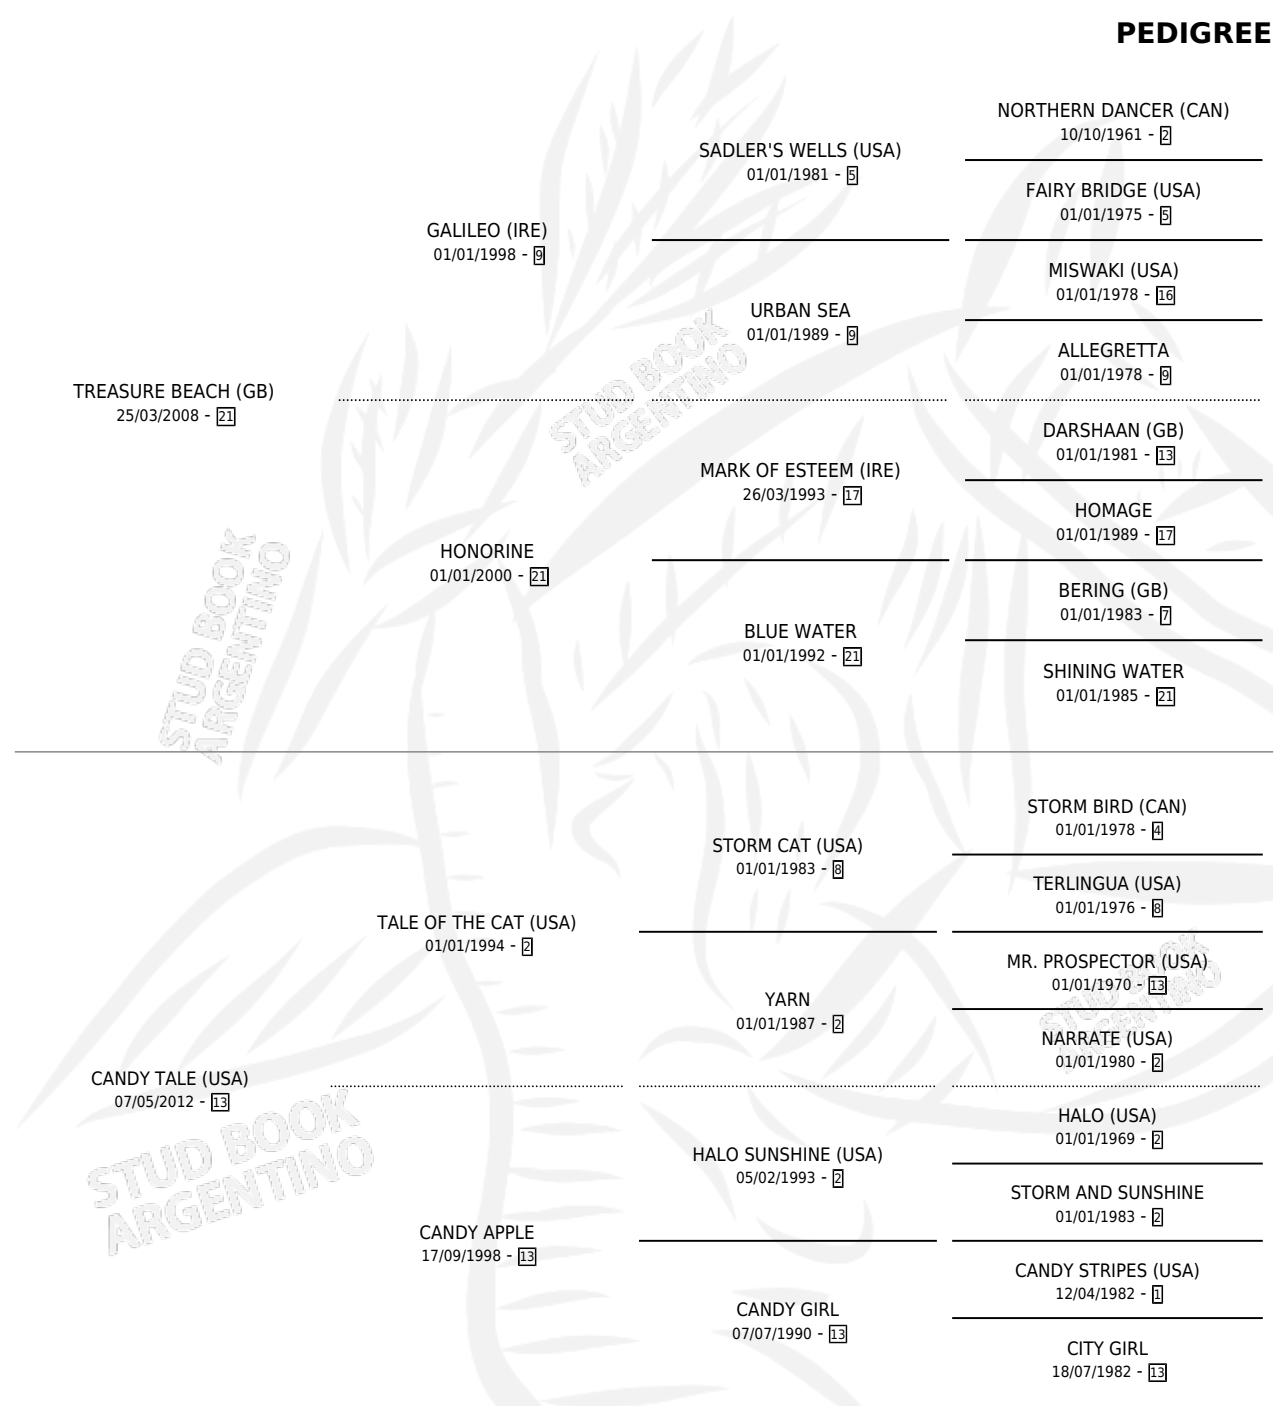 PEDIGREE
NORTHERN DANCER (CAN)
10/10/1961 - 2
SADLER'S WELLS (USA)
01/01/1981 - 5
FAIRY BRIDGE (USA)
01/01/1975 - 5
GALILEO (IRE)
01/01/1998 - 9
MISWAKI (USA)
01/01/1978 - 16
URBAN SEA
01/01/1989 - 9
ALLEGRETTA
01/01/1978 - 9
TREASURE BEACH (GB)
25/03/2008 - 21
DARSHAAN (GB)
01/01/1981 - 13
MARK OF ESTEEM (IRE)
26/03/1993 - 17
HOMAGE
01/01/1989 - 17
HONORINE
01/01/2000 - 21
BERING (GB)
01/01/1983 - 7
BLUE WATER
01/01/1992 - 21
SHINING WATER
01/01/1985 - 21
STORM BIRD (CAN)
01/01/1978 - 4
STORM CAT (USA)
01/01/1983 - 8
TERLINGUA (USA)
01/01/1976 - 8
TALE OF THE CAT (USA)
01/01/1994 - 2
MR. PROSPECTOR (USA)
01/01/1970 - 13
YARN
01/01/1987 - 2
NARRATE (USA)
01/01/1980 - 2
CANDY TALE (USA)
07/05/2012 - 13
HALO (USA)
01/01/1969 - 2
HALO SUNSHINE (USA)
05/02/1993 - 2
STORM AND SUNSHINE
01/01/1983 - 2
CANDY APPLE
17/09/1998 - 13
CANDY STRIPES (USA)
12/04/1982 - 1
CANDY GIRL
07/07/1990 - 13
CITY GIRL
18/07/1982 - 13
STUD BOOK
ARGENTINO
STUD BOOK
ARGENTINO
STUD BOOK
ARGENTINO
STUD BOOK
ARGENTINO